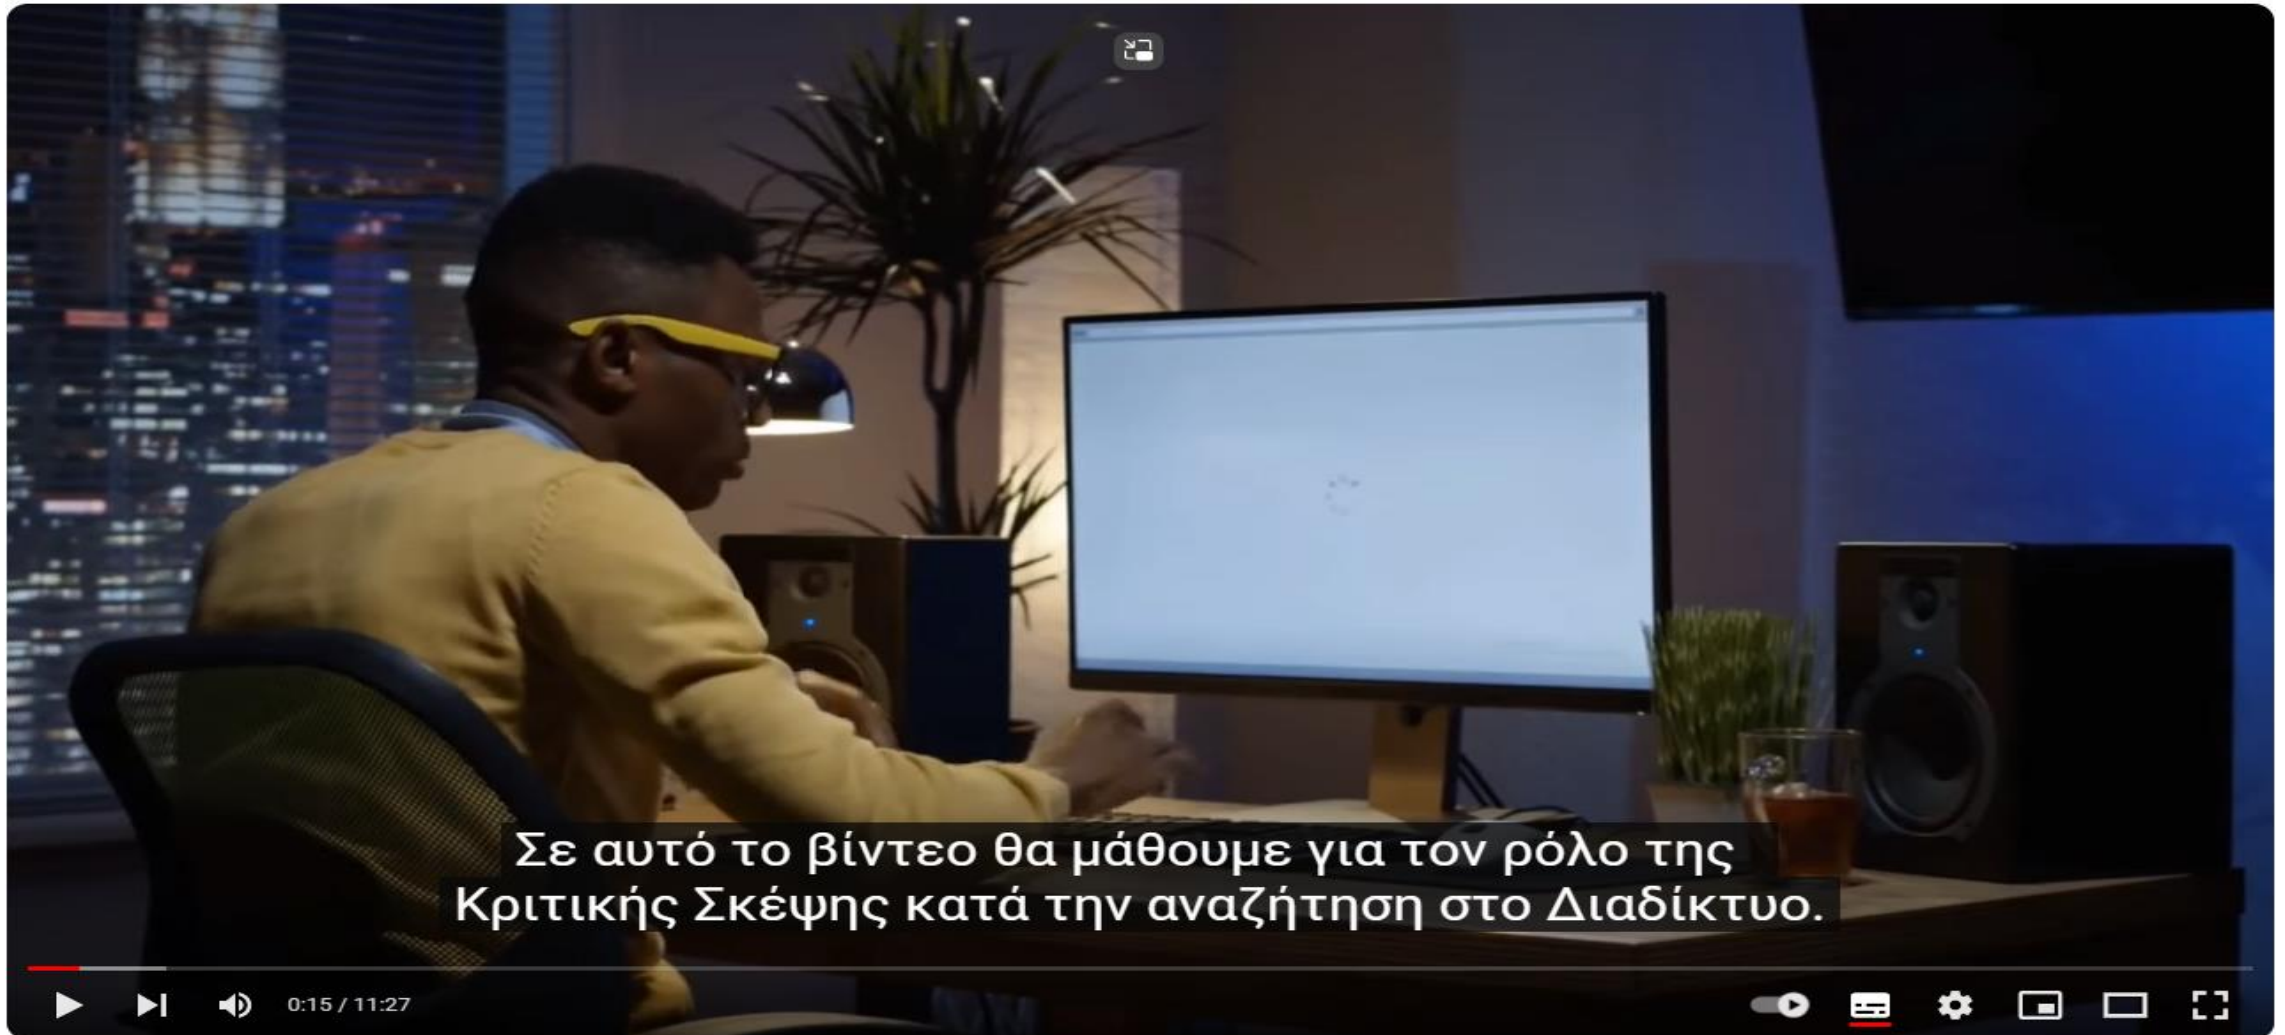 Σε αυτό το βίντεο θα μάθουμε για τον ρόλο της
Κριτικής Σκέψης κατά την αναζήτηση στο Διαδίκτυο.
0:15 / 11:27